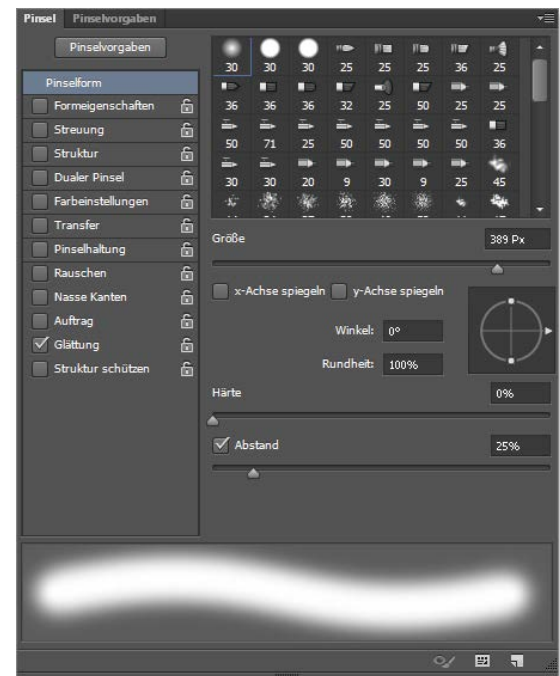 Pinsel Pinselvorgaben
Pinselvorgaben
Pinselform
Formeigenschaften
Streuung
Struktur
Dualer Pinsel
Farbeinstellungen
Transfer
Pinselhaltung
Rauschen
Nasse Kanten
Auftrag
Glättung
Struktur schützen
30 30 30 25 25 25 36 25
36 36 36 32 25 50 25 25
50 71 25 50 50 50 50 36
30 30 20 9 30 9 25 45
Größe 389 Px
x-Achse spiegeln y-Achse spiegeln
Winkel: 0°
Rundheit: 100%
Härte 0%
Abstand 25%